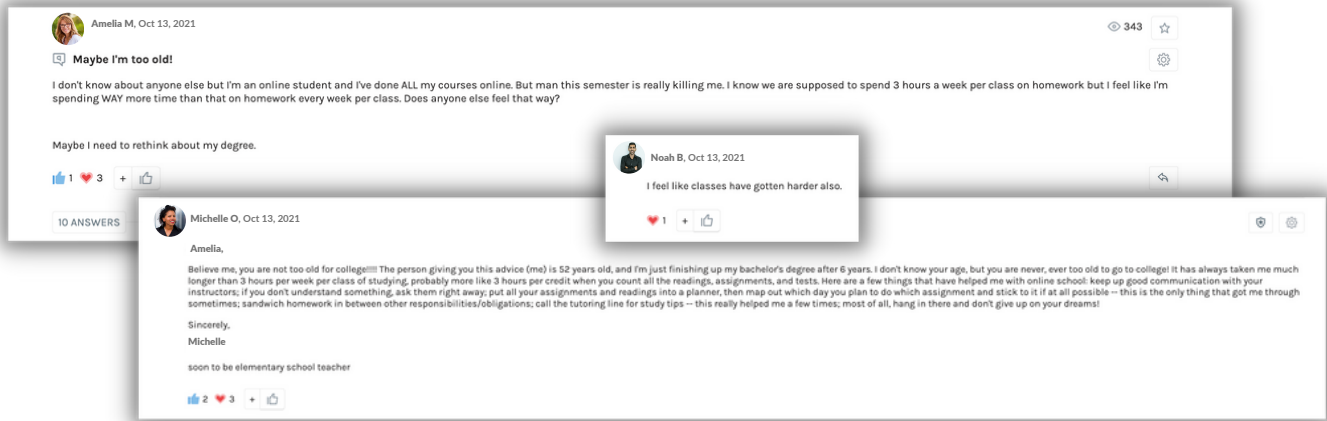 Amelia M, Oct 13, 2021
343
Maybe I'm too old!
I don't know about anyone else but I'm an online student and I've done ALL my courses online. But man this semester is really killing me. I know we are supposed to spend 3 hours a week per class on homework but I feel like I'm
spending WAY more time than that on homework every week per class. Does anyone else feel that way?
Maybe I need to rethink about my degree.
1 3 +
10 ANSWERS
Noah B, Oct 13, 2021
I feel like classes have gotten harder also.
1 +
Michelle O, Oct 13, 2021
Amelia,
Believe me, you are not too old for college!!!! The person giving you this advice (me) is 52 years old, and I'm just finishing up my bachelor's degree after 6 years. I don't know your age, but you are never, ever too old to go to college! It has always taken me much
longer than 3 hours per week per class of studying, probably more like 3 hours per credit when you count all the readings, assignments, and tests. Here are a few things that have helped me with online school: keep up good communication with your
instructors; if you don't understand something, ask them right away; put all your assignments and readings into a planner, then map out which day you plan to do which assignment and stick to it if at all possible -- this is the only thing that got me through
sometimes; sandwich homework in between other responsibilities/obligations; call the tutoring line for study tips -- this really helped me a few times; most of all, hang in there and don't give up on your dreams!
Sincerely,
Michelle
soon to be elementary school teacher
2 3 +